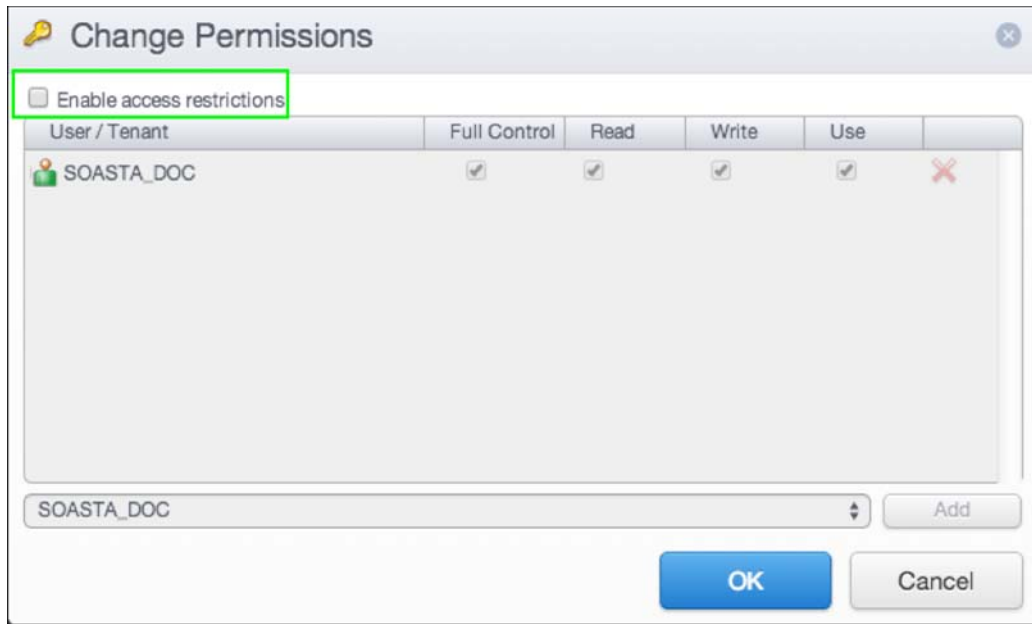 Change Permissions
Enable access restrictions
User / Tenant Full Control Read Write Use
SOASTA_DOC
SOASTA_DOC Add
OK Cancel